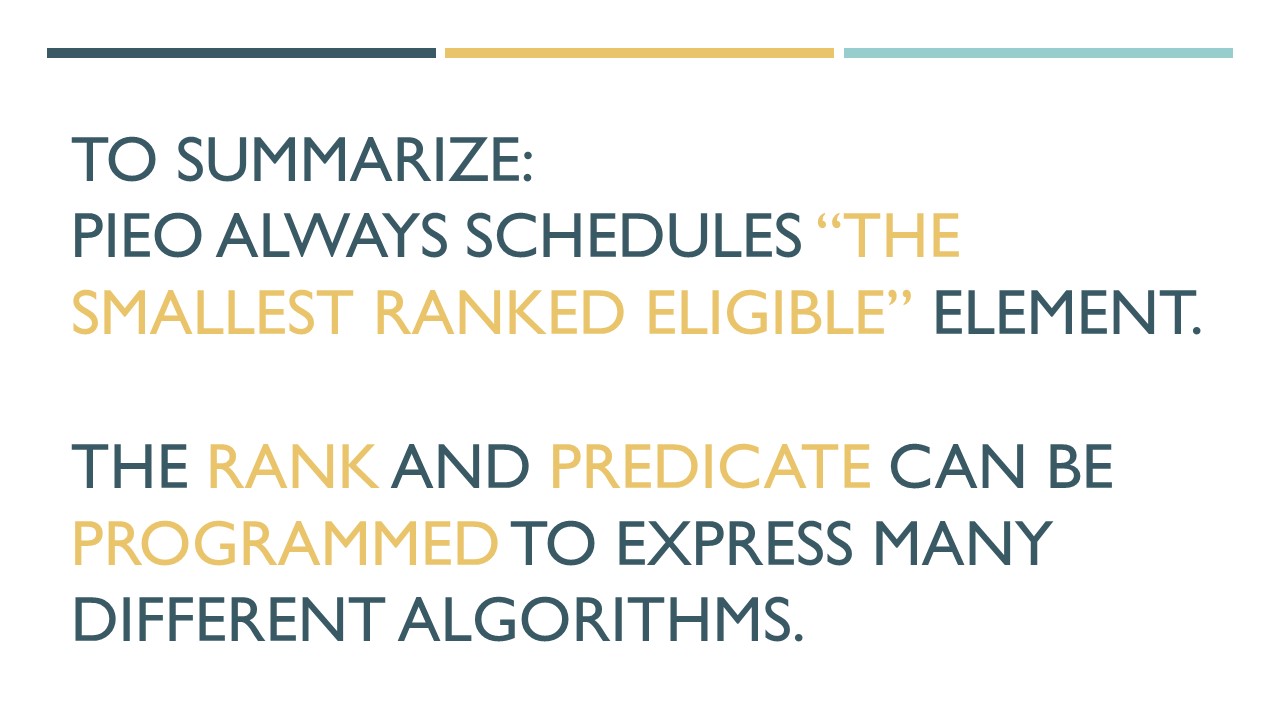 TO SUMMARIZE:
PIEO ALWAYS SCHEDULES “THE
SMALLEST RANKED ELIGIBLE” ELEMENT.
THE RANK AND PREDICATE CAN BE
PROGRAMMED TO EXPRESS MANY
DIFFERENT ALGORITHMS.